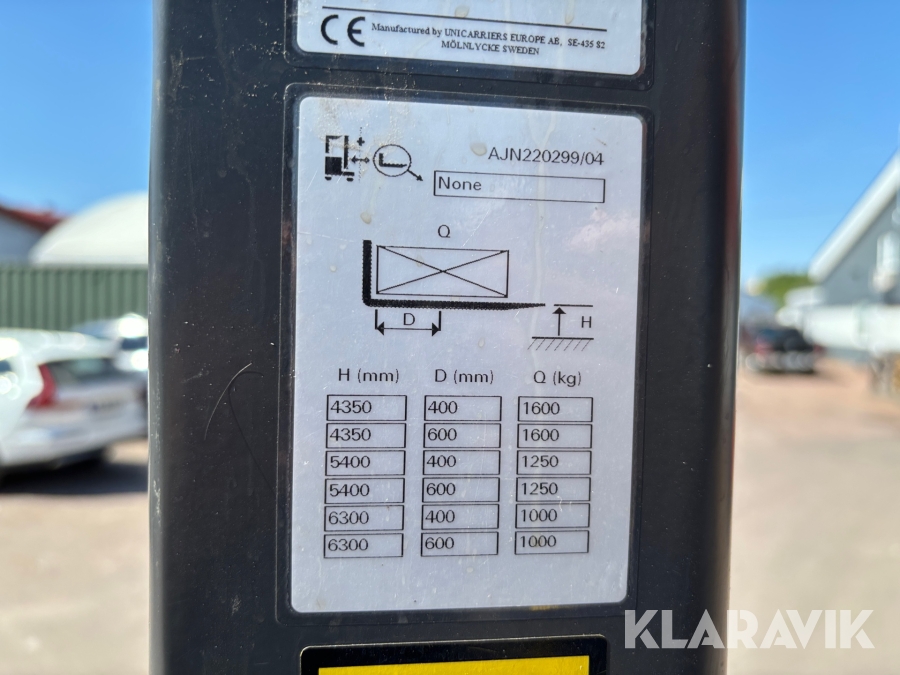 CE Manufactured by UNICARRIERS EUROPE AB, SE-435 S2
MÖLNLYCKE SWEDEN
AJN220299/04
None
Q
D
H
H (mm) D (mm) Q (kg)
4350 400 1600
4350 600 1600
5400 400 1250
5400 600 1250
6300 400 1000
6300 600 1000
KLARAVIK